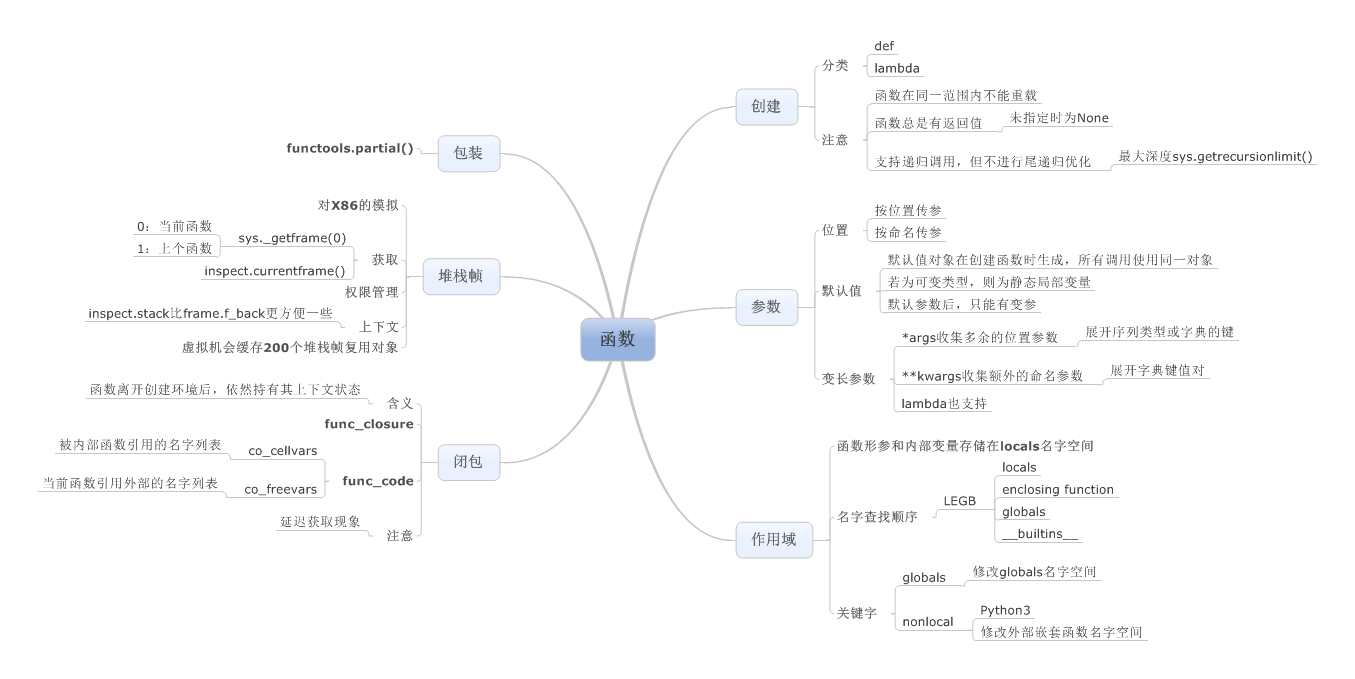 函数
创建
分类
def
lambda
注意
函数在同一范围内不能重载
函数总是有返回值
未指定时为None
支持递归调用，但不进行尾递归优化
最大深度sys.getrecursionlimit()
参数
位置
按位置传参
按命名传参
默认值
默认值对象在创建函数时生成，所有调用使用同一对象
若为可变类型，则为静态局部变量
默认参数后，只能有变参
变长参数
*args收集多余的位置参数
展开序列类型或字典的键
**kwargs收集额外的命名参数
展开字典键值对
lambda也支持
作用域
函数形参和内部变量存储在locals名字空间
名字查找顺序
LEGB
locals
enclosing function
globals
__builtins__
关键字
globals
修改globals名字空间
nonlocal
Python3
修改外部嵌套函数名字空间
包装
functools.partial()
堆栈帧
对X86的模拟
获取
sys._getframe(0)
0：当前函数
1：上个函数
inspect.currentframe()
权限管理
上下文
inspect.stack比frame.f_back更方便一些
虚拟机会缓存200个堆栈帧复用对象
闭包
含义
函数离开创建环境后，依然持有其上下文状态
func_closure
func_code
co_cellvars
被内部函数引用的名字列表
co_freevars
当前函数引用外部的名字列表
注意
延迟获取现象